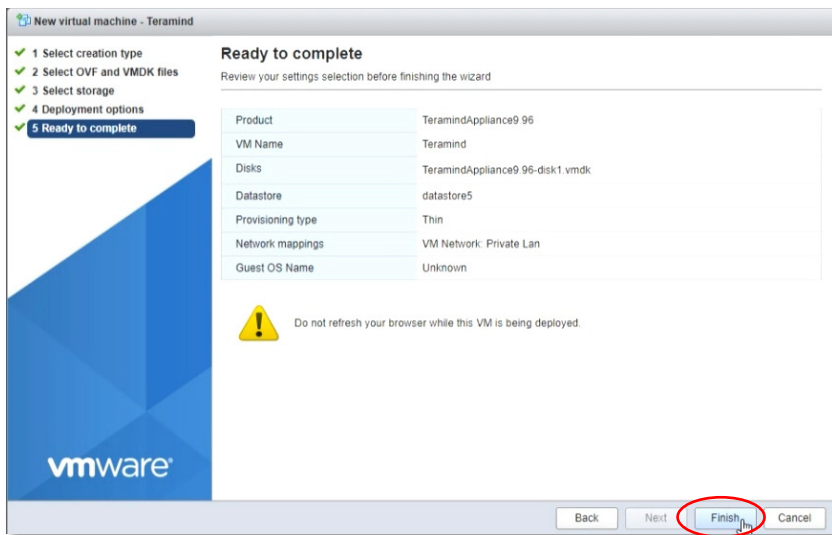 New virtual machine - Teramind
1 Select creation type
2 Select OVF and VMDK files
3 Select storage
4 Deployment options
5 Ready to complete
Ready to complete
Review your settings selection before finishing the wizard
Product TeramindAppliance9 96
VM Name Teramind
Disks TeramindAppliance9 96-disk1.vmdk
Datastore datastore5
Provisioning type Thin
Network mappings VM Network: Private Lan
Guest OS Name Unknown
Do not refresh your browser while this VM is being deployed.
vmware
Back Next Finish Cancel